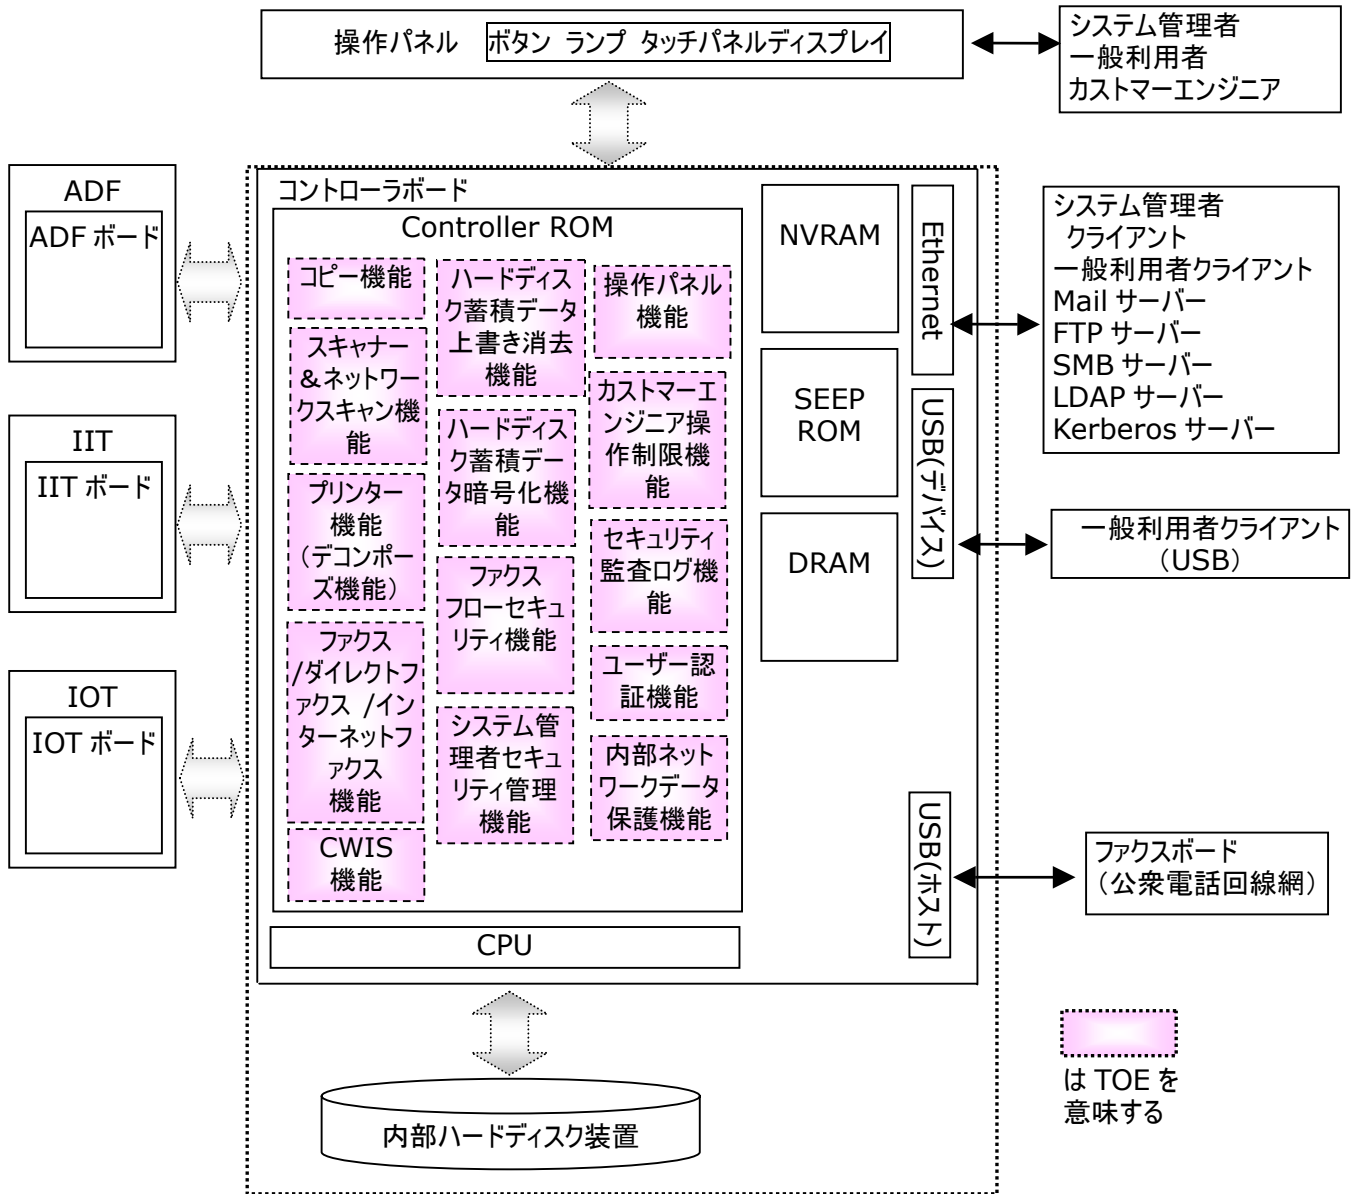 操作パネル ボタン ランプ タッチパネルディスプレイ
システム管理者
一般利用者
カストマーエンジニア
ADF
ADF ボード
IIT
IIT ボード
IOT
IOT ボード
コントローラボード
Controller ROM
コピー機能
スキャナー
&ネットワー
クスキャン機
能
プリンター
機能
(デコンポー
ズ機能)
ファクス
/ダイレクトフ
ァクス /イン
ターネットフ
ァクス
機能
CWIS
機能
ハードディス
ク蓄積データ
上書き消去
機能
ハードディス
ク蓄積デー
タ暗号化機
能
ファクス
フローセキュ
リティ機能
システム管
理者セキュ
リティ管理
機能
操作パネル
機能
カストマーエ
ンジニア操
作制限機
能
セキュリティ
監査ログ機
能
ユーザー認
証機能
内部ネット
ワークデータ
保護機能
CPU
NVRAM
SEEP
ROM
DRAM
Ethernet
USB(デバイス)
USB(ホスト)
システム管理者
クライアント
一般利用者クライアント
Mail サーバー
FTP サーバー
SMB サーバー
LDAP サーバー
Kerberos サーバー
一般利用者クライアント
(USB)
ファクスボード
(公衆電話回線網)
内部ハードディスク装置
は TOE を
意味する